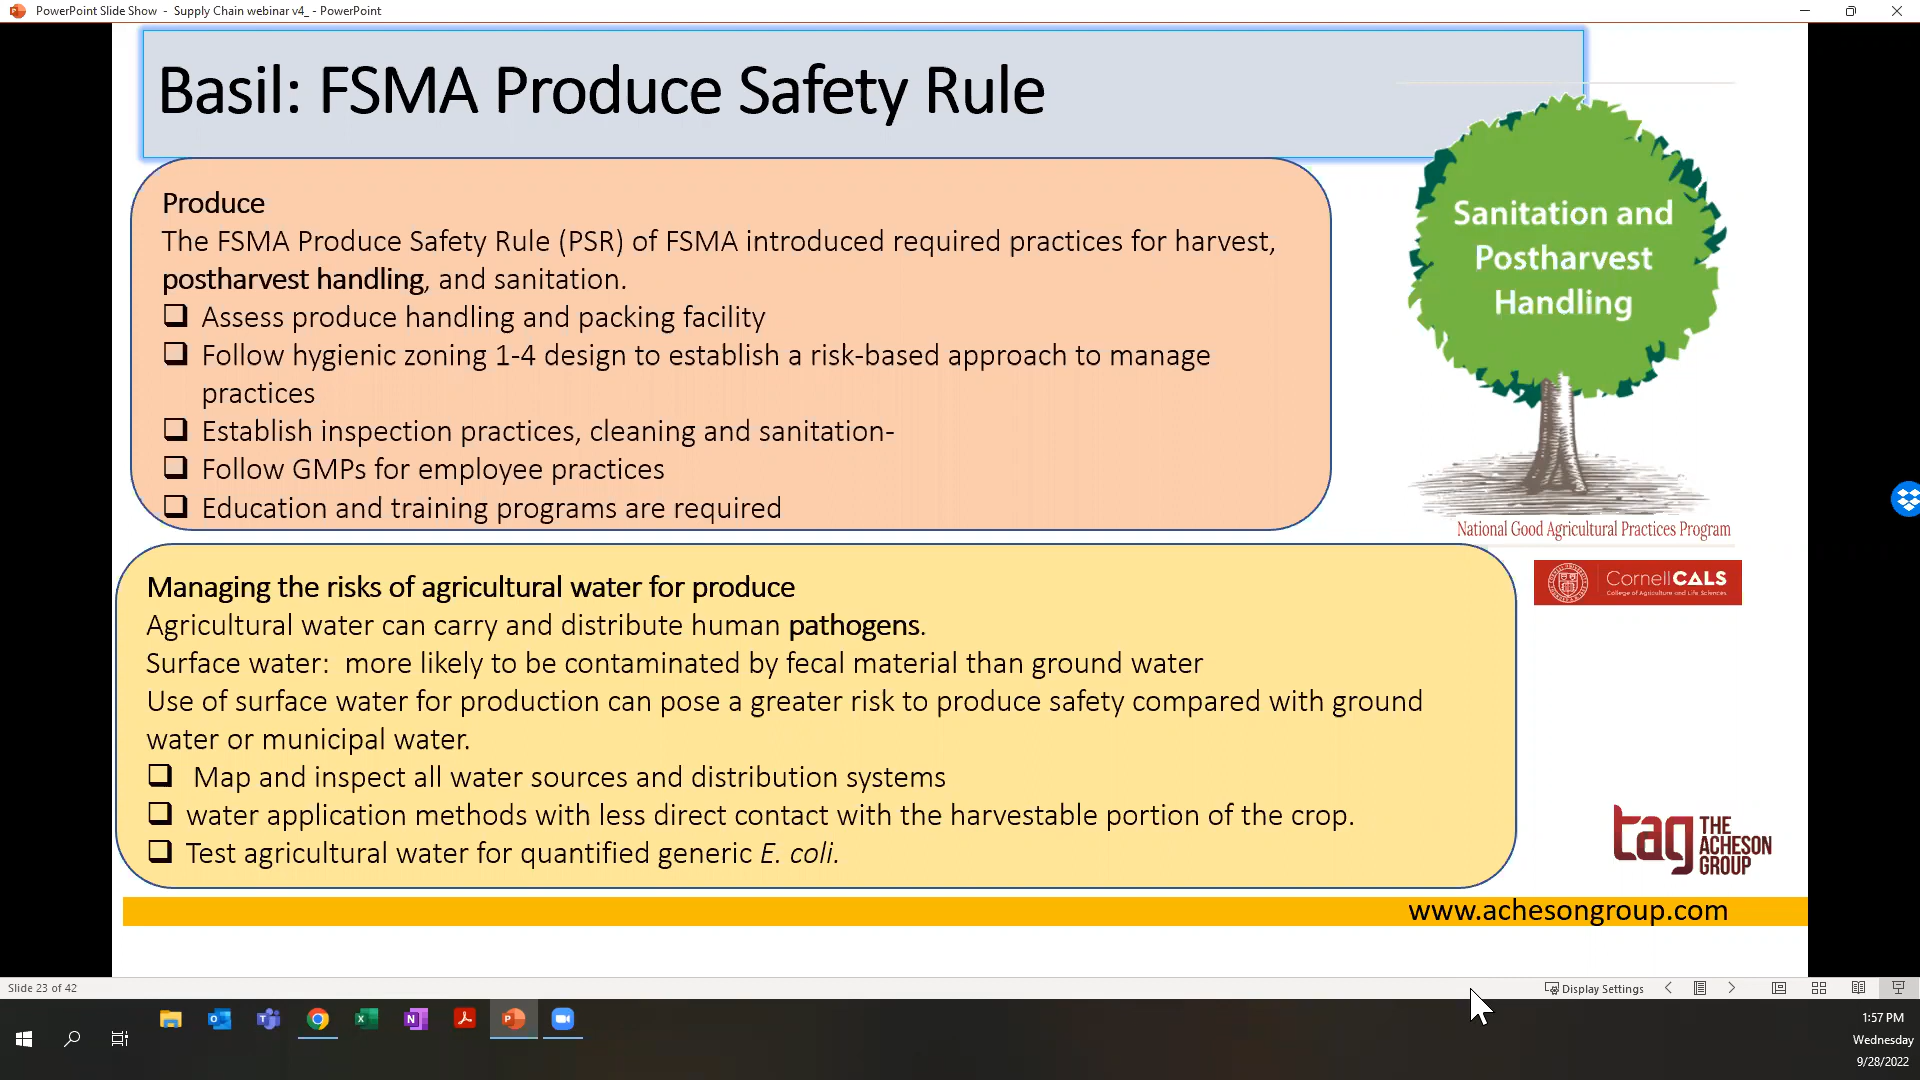 PowerPoint Slide Show - Supply Chain webinar v4_ - PowerPoint
Basil: FSMA Produce Safety Rule
Produce
The FSMA Produce Safety Rule (PSR) of FSMA introduced required practices for harvest,
postharvest handling, and sanitation.
Assess produce handling and packing facility
Follow hygienic zoning 1-4 design to establish a risk-based approach to manage
practices
Establish inspection practices, cleaning and sanitation-
Follow GMPs for employee practices
Education and training programs are required
Sanitation and
Postharvest
Handling
National Good Agricultural Practices Program
CornellCALS
College of Agriculture and Life Sciences
Managing the risks of agricultural water for produce
Agricultural water can carry and distribute human pathogens.
Surface water: more likely to be contaminated by fecal material than ground water
Use of surface water for production can pose a greater risk to produce safety compared with ground
water or municipal water.
Map and inspect all water sources and distribution systems
water application methods with less direct contact with the harvestable portion of the crop.
Test agricultural water for quantified generic E. coli.
tag THE
ACHESON
GROUP
www.achesongroup.com
Slide 23 of 42
Display Settings
1:57 PM
Wednesday
9/28/2022